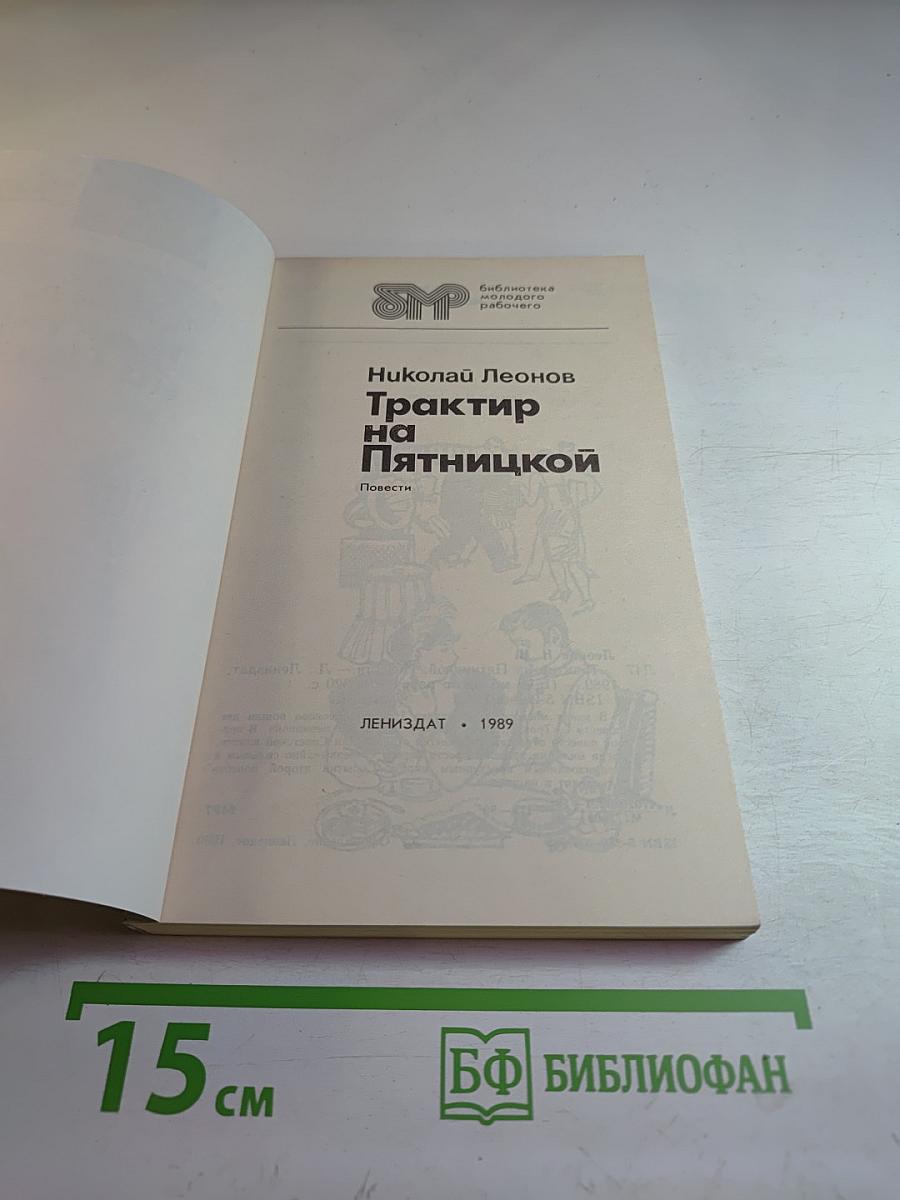 БМР
библиотека
молодого
рабочего
Николай Леонов
Трактир
на
Пятницкой
Повести
ЛЕНИЗДАТ • 1989
15 см
БФ БИБЛИОФАН